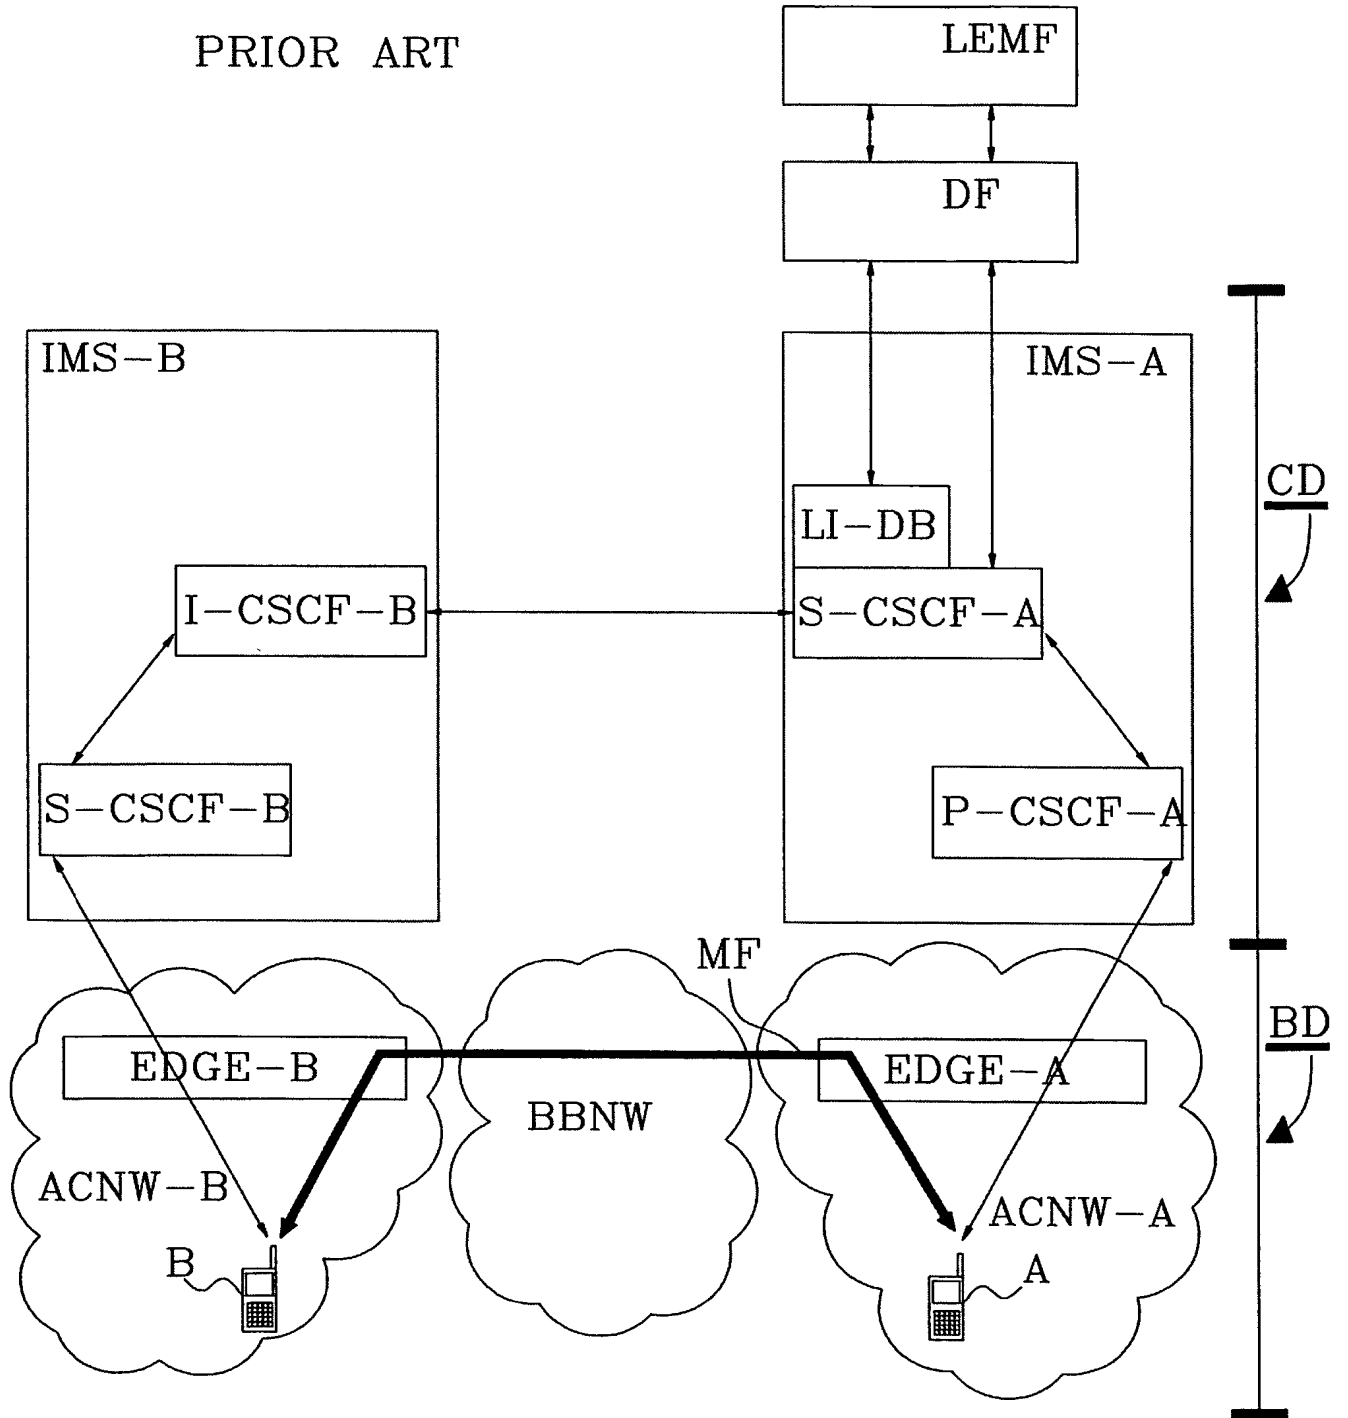 PRIOR ART
LEMF
DF
IMS-B
IMS-A
CD
LI-DB
I-CSCF-B
S-CSCF-A
S-CSCF-B
P-CSCF-A
MF
BD
EDGE-B
EDGE-A
BBNW
ACNW-B
ACNW-A
B
A